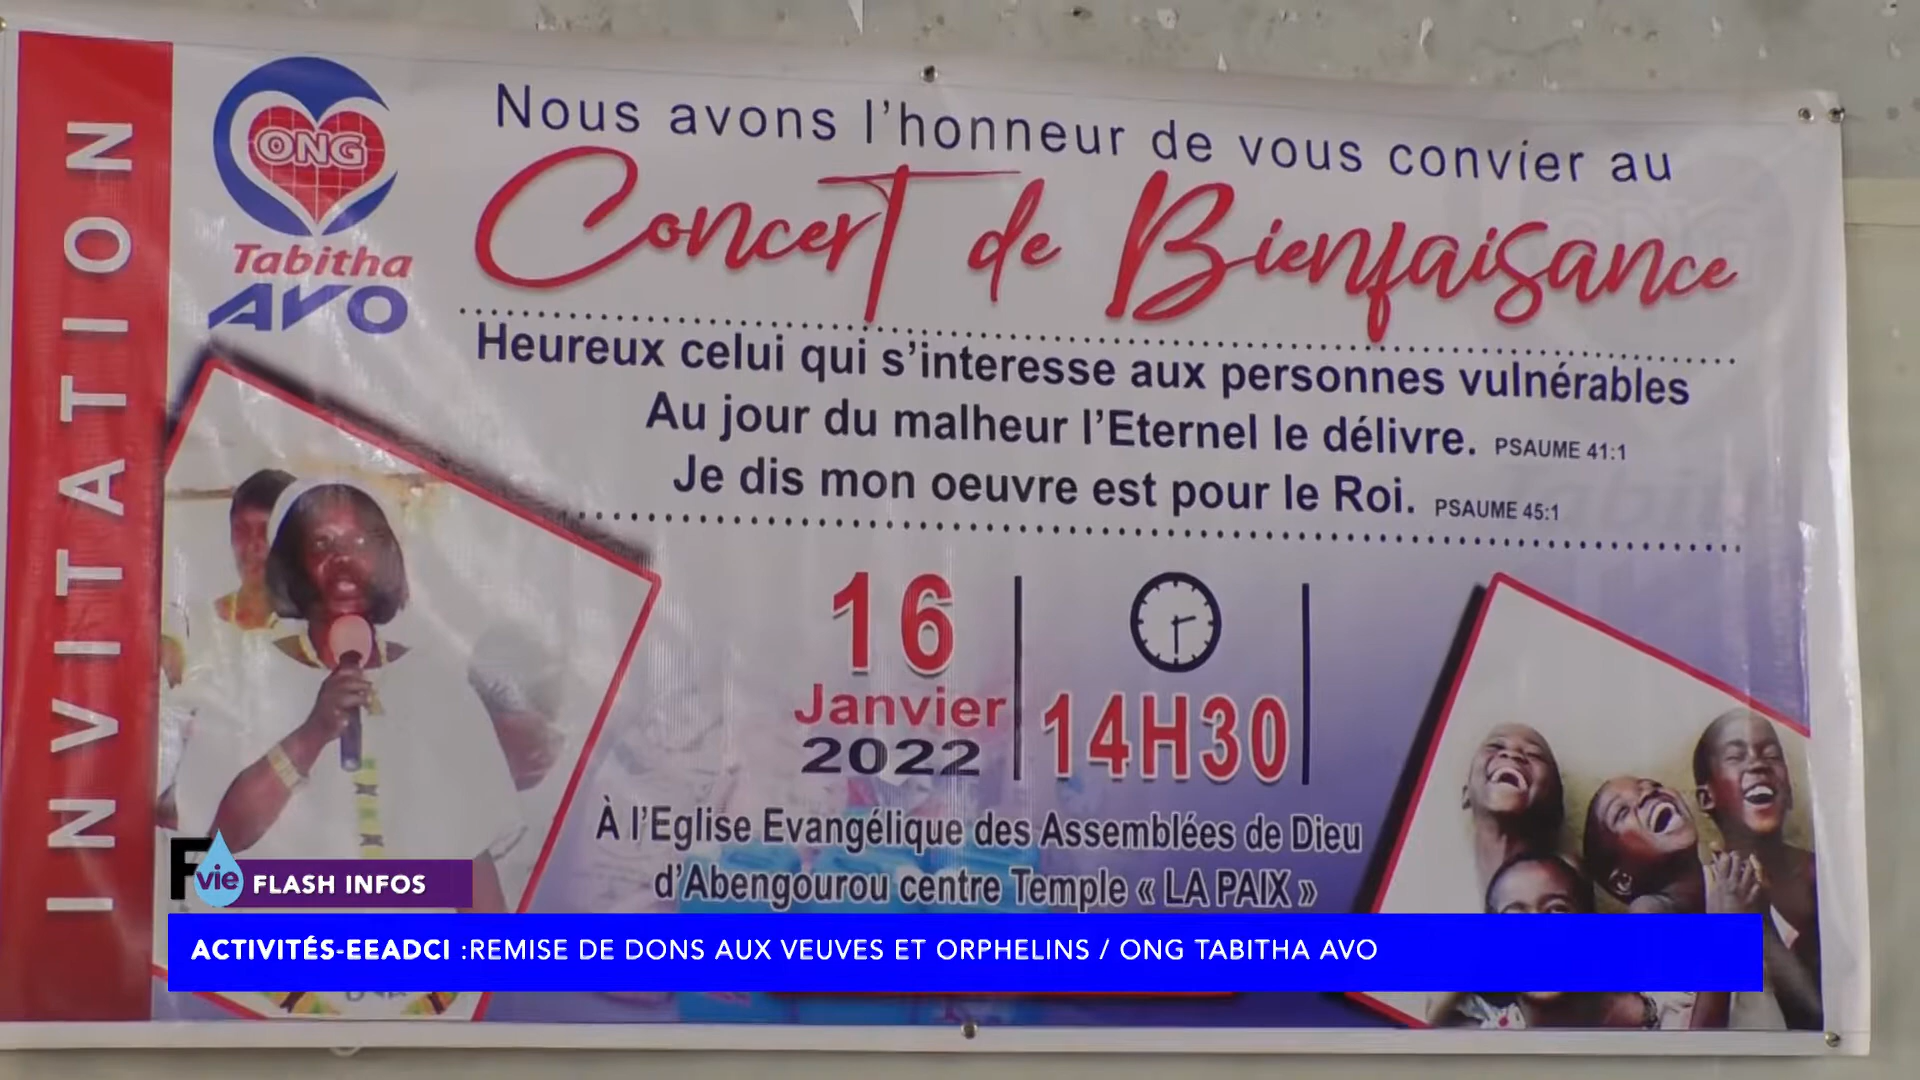 INVITATION
ONG
Tabitha
AVO
Nous avons l'honneur de vous convier au
Concert de Bienfaisance
Heureux celui qui s'interesse aux personnes vulnérables
Au jour du malheur l'Eternel le délivre. PSAUME 41:1
Je dis mon oeuvre est pour le Roi. PSAUME 45:1
16
Janvier
2022
14H30
À l'Eglise Evangélique des Assemblées de Dieu
d'Abengourou centre Temple « LA PAIX »
F vie FLASH INFOS
ACTIVITÉS-EEADCI :REMISE DE DONS AUX VEUVES ET ORPHELINS / ONG TABITHA AVO